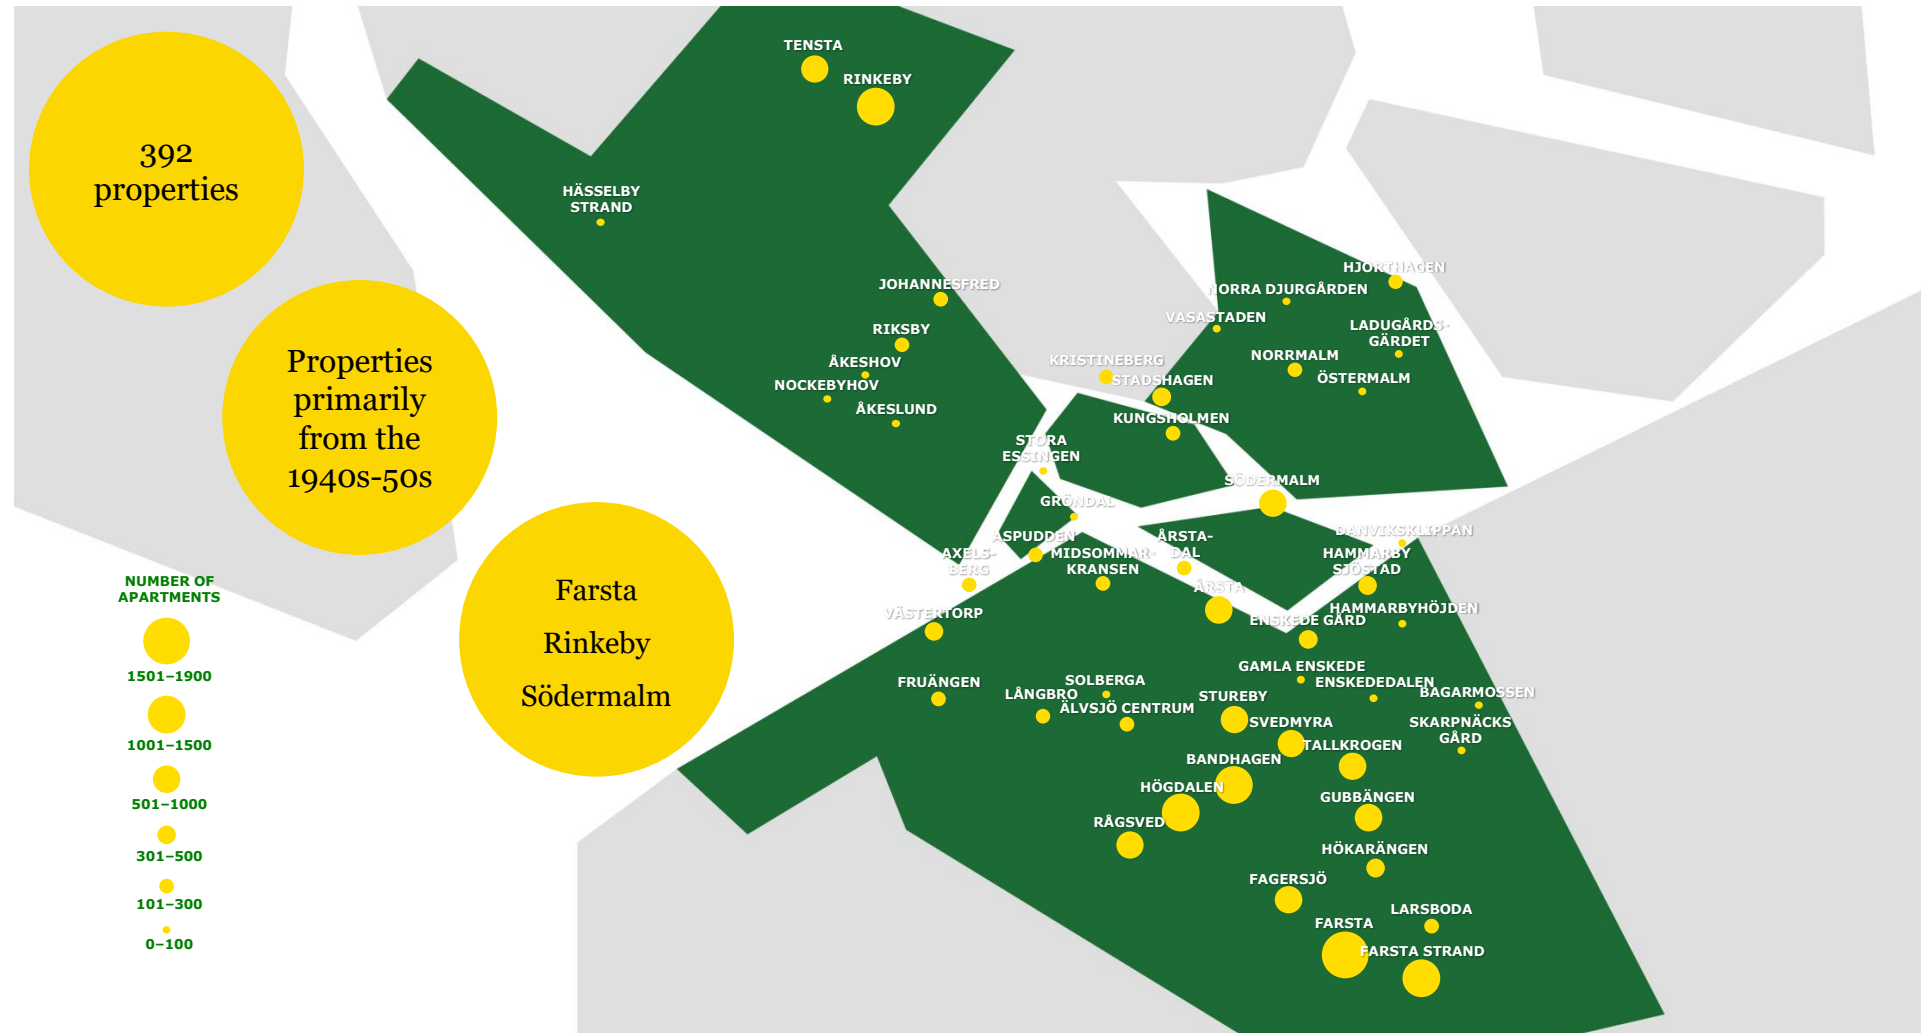 392
properties
Properties
primarily
from the
1940s-50s
Farsta
Rinkeby
Södermalm
NUMBER OF
APARTMENTS
1501–1900
1001–1500
501–1000
301–500
101–300
0–100
TENSTA
RINKEBY
HÄSSELBY
STRAND
JOHANNESFRED
RIKSBY
ÅKESHOV
NOCKEBYHOV
ÅKESLUND
HJORTHAGEN
NORRA DJURGÅRDEN
VASASTADEN
LADUGÅRDS-
GÄRDET
NORRMALM
ÖSTERMALM
KRISTINEBERG
STADSHAGEN
KUNGSHOLMEN
STORA
ESSINGEN
SÖDERMALM
GRÖNDAL
ASPUDDEN
AXELS-
BERG
MIDSOMMAR-
KRANSEN
ÅRSTA-
DAL
ÅRSTA
DANVIKSKLIPPAN
HAMMARBY
SJÖSTAD
HAMMARBYHÖJDEN
VÄSTERTORP
ENSKEDE GÅRD
FRUÄNGEN
LÅNGBRO
SOLBERGA
ÄLVSJÖ CENTRUM
GAMLA ENSKEDE
ENSKEDEDALEN
BAGARMOSSEN
STUREBY
SVEDMYRA
SKARPNÄCKS
GÅRD
TALLKROGEN
BANDHAGEN
HÖGDALEN
RÅGSVED
GUBBÄNGEN
HÖKARÄNGEN
FAGERSJÖ
LARSBODA
FARSTA
FARSTA STRAND